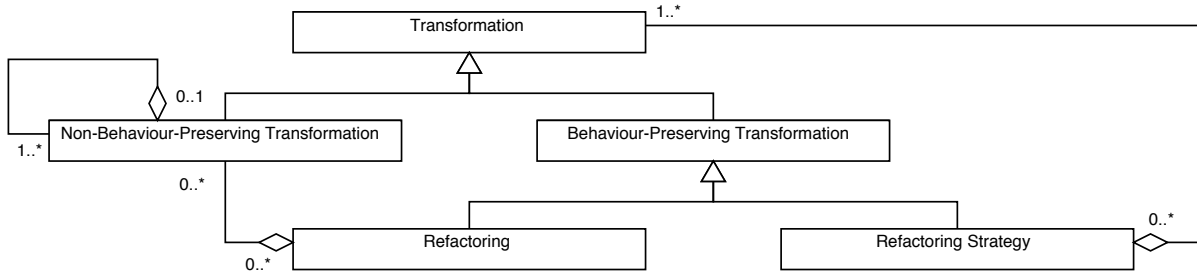 Transformation
1..*
0..1
Non-Behaviour-Preserving Transformation
Behaviour-Preserving Transformation
1..*
0..*
0..*
Refactoring
Refactoring Strategy
0..*